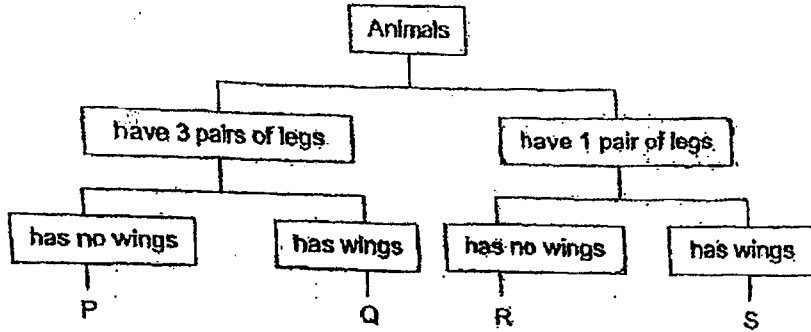 Animals
have 3 pairs of legs
have 1 pair of legs
has no wings
has wings
has no wings
has wings
P
Q
R
S